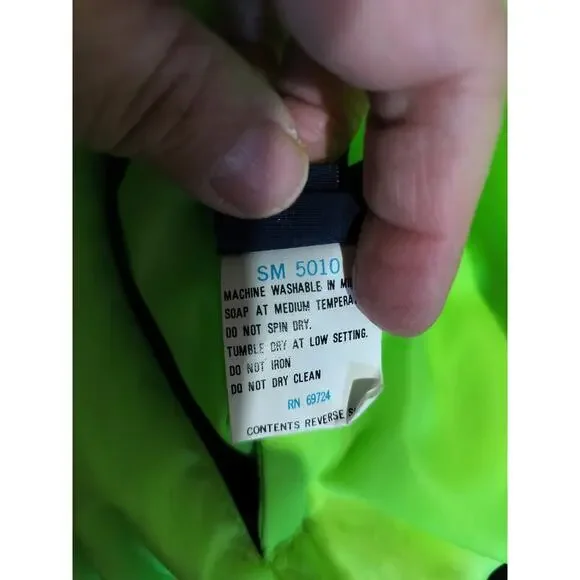 SM 5010
MACHINE WASHABLE IN
SOAP AT MEDIUM
DO NOT SPIN DRY.
TUMBLE DRY AT LOW SETTING.
DO NOT IRON
DO NOT DRY CLEAN
RN 69724
CONTENTS REVERSE